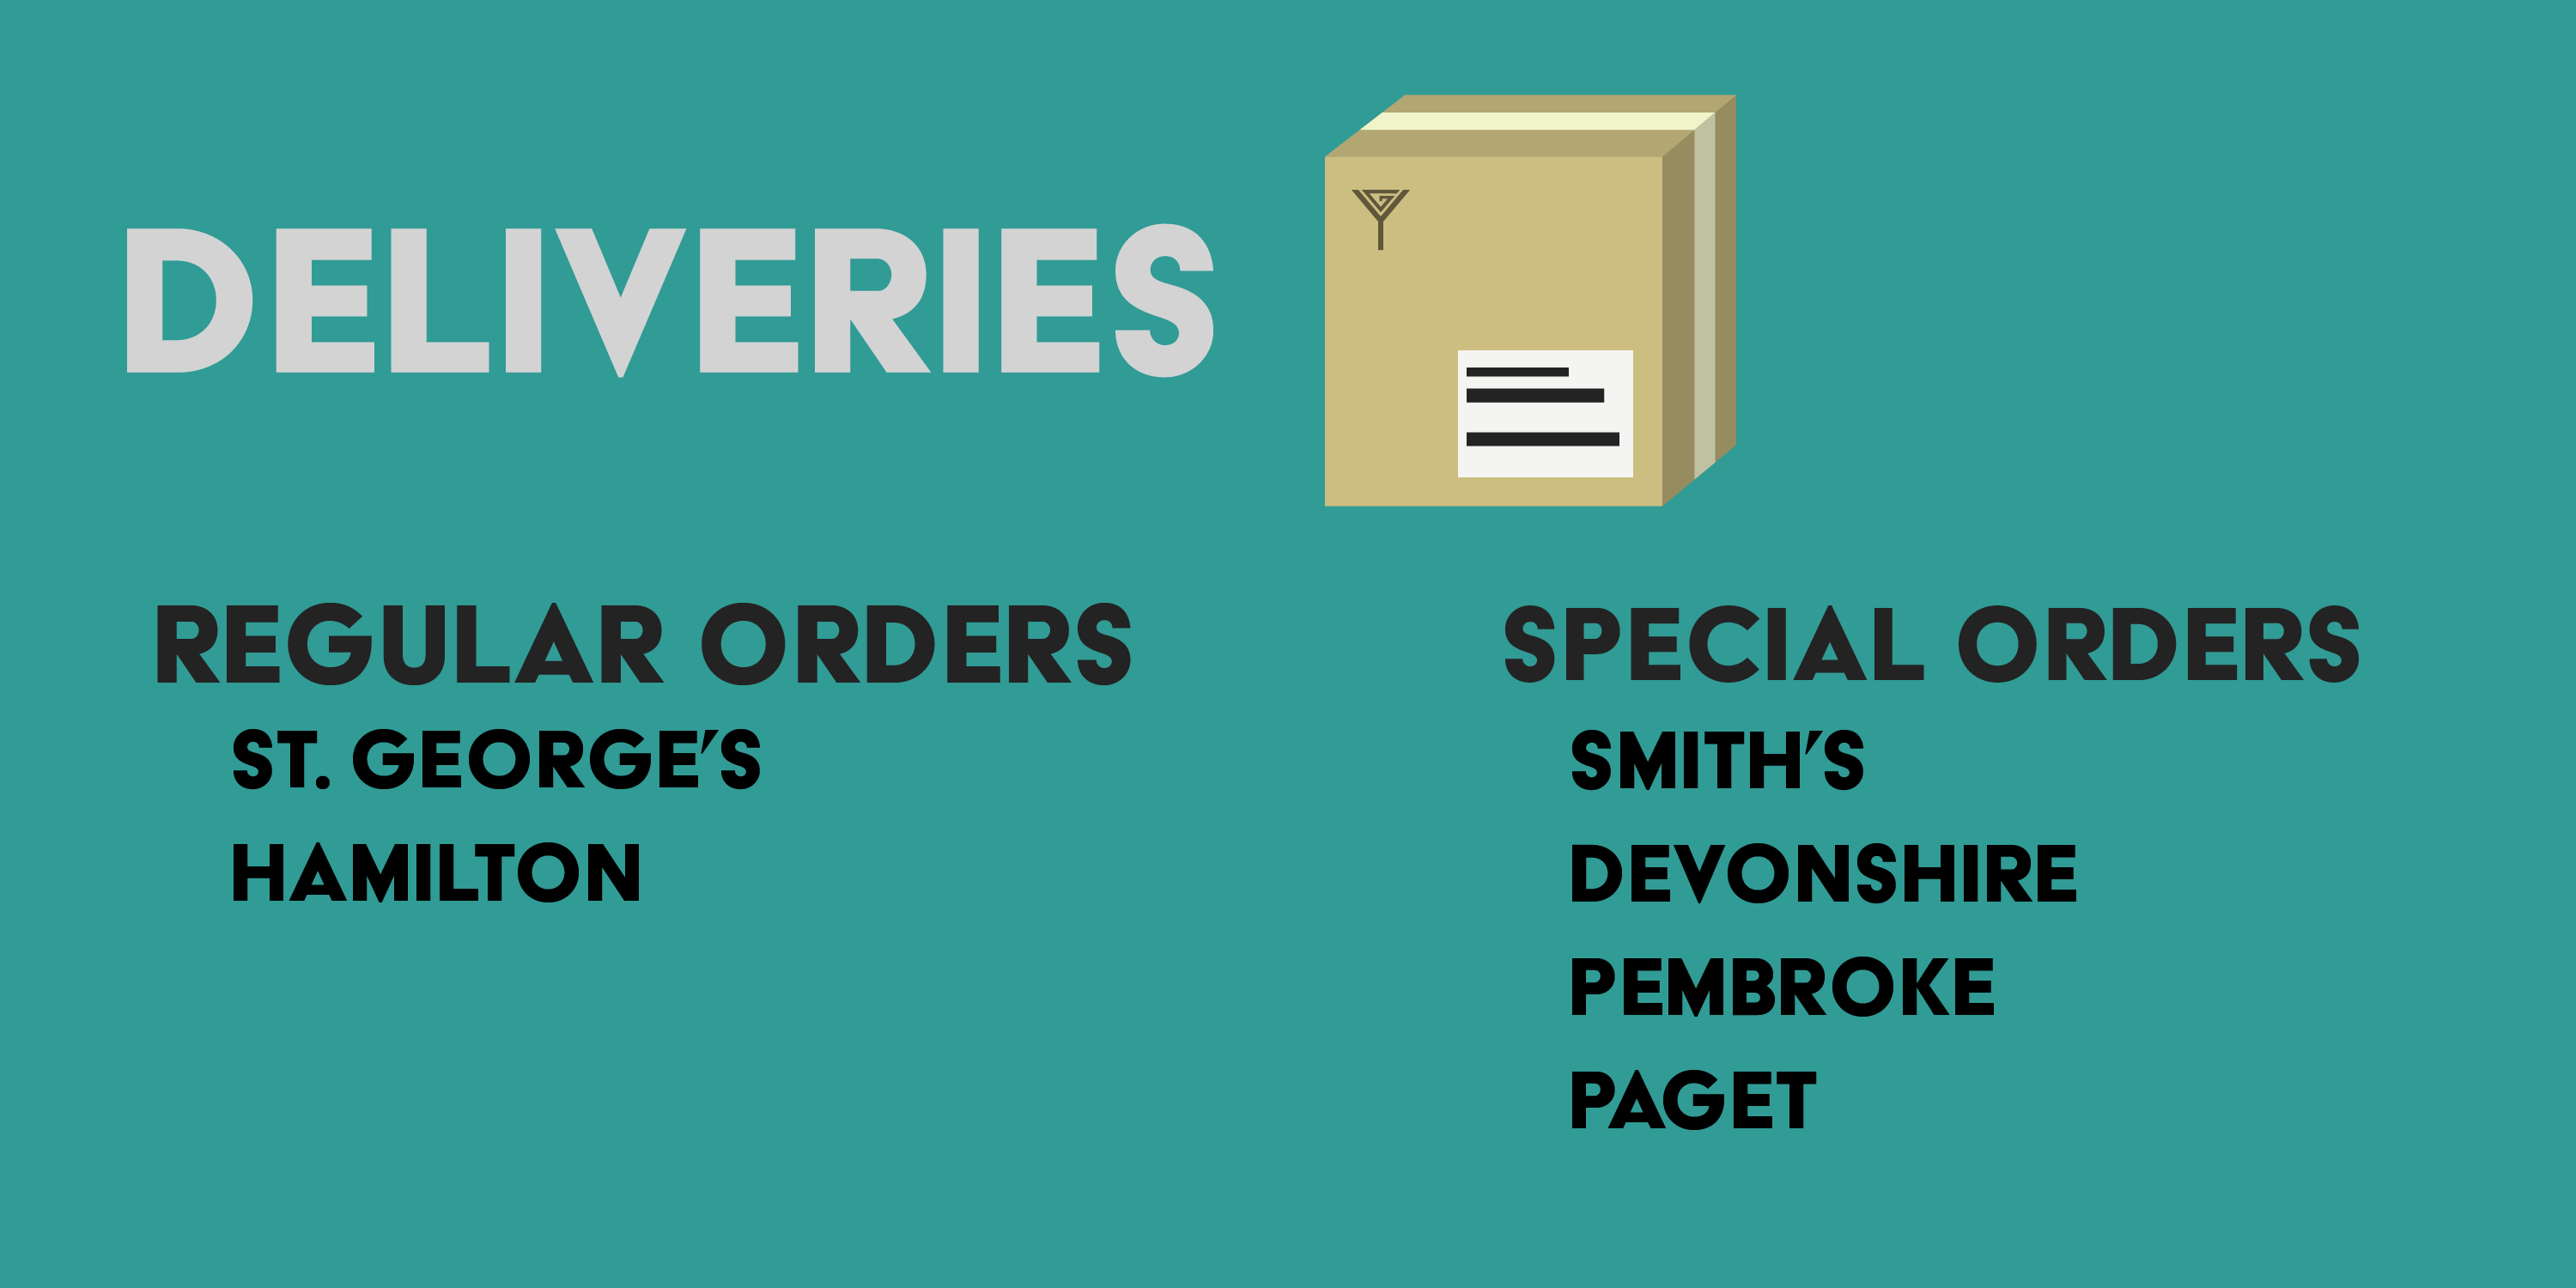 DELIVERIES
REGULAR ORDERS
ST. GEORGE'S
HAMILTON
SPECIAL ORDERS
SMITH'S
DEVONSHIRE
PEMBROKE
PAGET